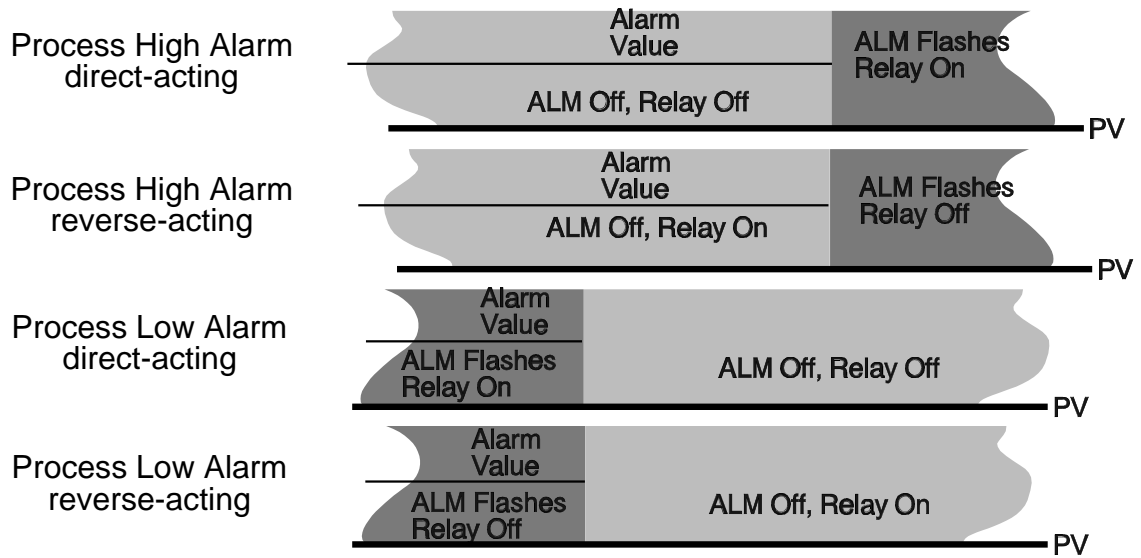 Process High Alarm
direct-acting
Alarm
Value
ALM Off, Relay Off
ALM Flashes
Relay On
PV
Process High Alarm
reverse-acting
Alarm
Value
ALM Off, Relay On
ALM Flashes
Relay Off
PV
Process Low Alarm
direct-acting
Alarm
Value
ALM Flashes
Relay On
ALM Off, Relay Off
PV
Process Low Alarm
reverse-acting
Alarm
Value
ALM Flashes
Relay Off
ALM Off, Relay On
PV